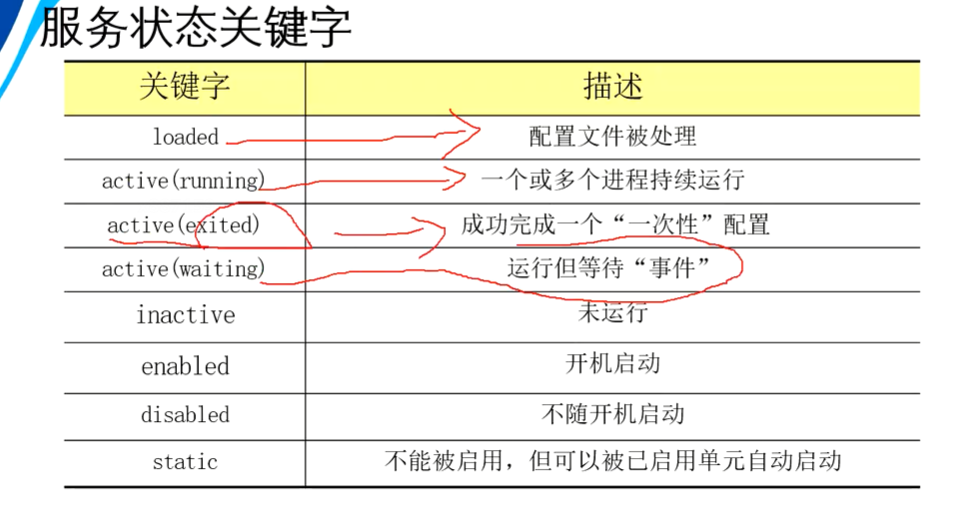 服务状态关键字
关键字 描述
loaded 配置文件被处理
active(running) 一个或多个进程持续运行
active(exited) 成功完成一个“一次性”配置
active(waiting) 运行但等待“事件”
inactive 未运行
enabled 开机启动
disabled 不随开机启动
static 不能被启用，但可以被已启用单元自动启动